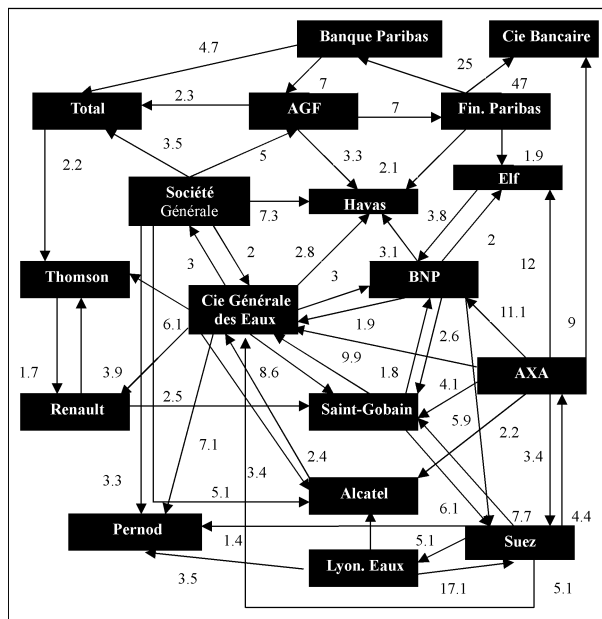 Banque Paribas
Cie Bancaire
4.7
25
7
47
Total
2.3
AGF
7
Fin. Paribas
2.2
3.5
5
3.3
2.1
1.9
Elf
Société
Générale
7.3
Havas
3.8
3
2
2.8
3.1
2
12
Thomson
Cie Générale
des Eaux
3
BNP
6.1
1.9
11.1
9
1.7
3.9
9.9
1.8
2.6
AXA
8.6
4.1
Renault
2.5
Saint-Gobain
5.9
2.2
7.1
3.4
2.4
3.4
3.3
5.1
Alcatel
6.1
7.7
4.4
Pernod
1.4
5.1
Suez
Lyon. Eaux
3.5
17.1
5.1